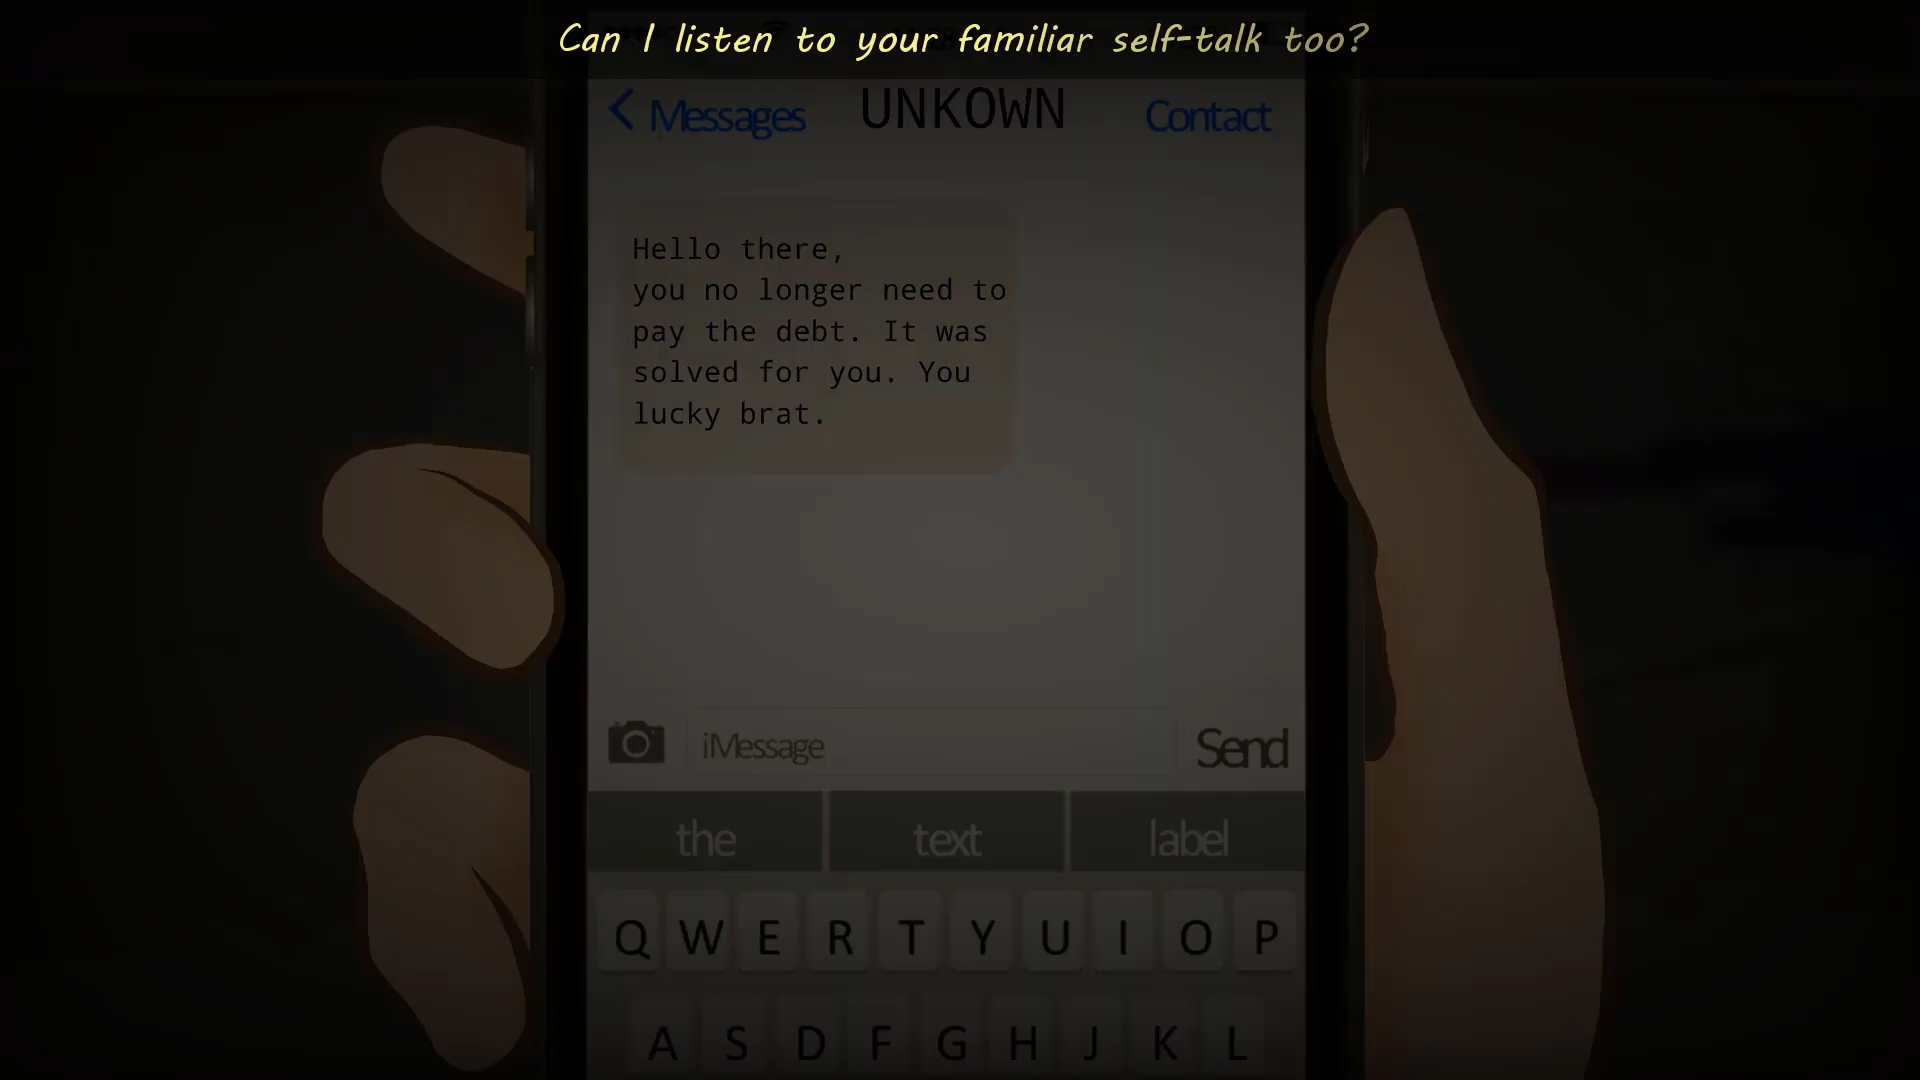 Can I listen to your familiar self-talk too?
Messages UNKOWN Contact
Hello there,
you no longer need to
pay the debt. It was
solved for you. You
lucky brat.
iMessage Send
the text label
Q W E R T Y U I O P
A S D F G H J K L